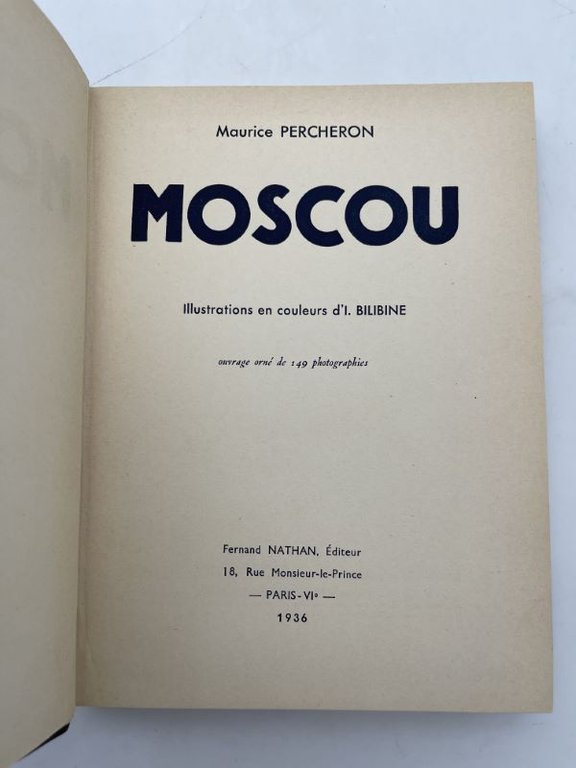 Maurice PERCHERON
MOSCOU
Illustrations en couleurs d'I. BILIBINE
ouvrage orné de 149 photographies
Fernand NATHAN, Éditeur
18, Rue Monsieur-le-Prince
— PARIS-VIᵉ —
1936